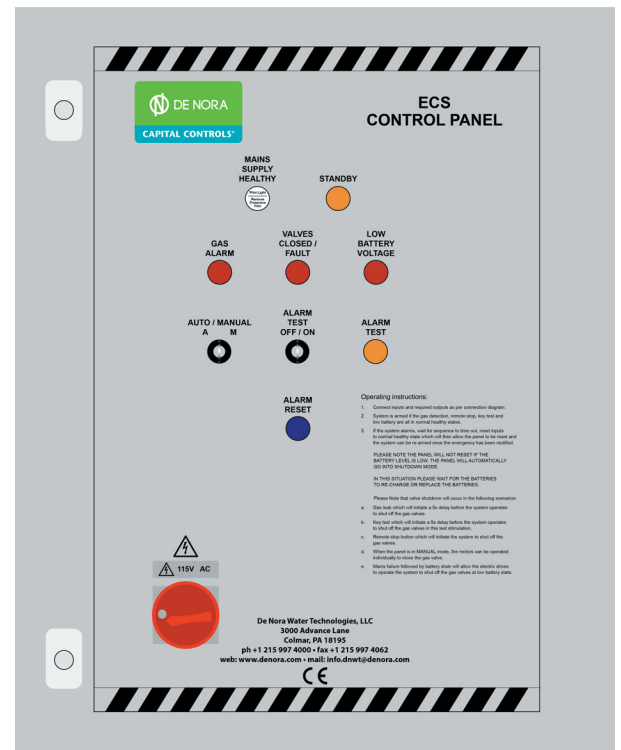 DE NORA
CAPITAL CONTROLS®
ECS
CONTROL PANEL
MAINS
SUPPLY
HEALTHY
Pilot Light
Remove
Protective
Film
STANDBY
GAS
ALARM
VALVES
CLOSED /
FAULT
LOW
BATTERY
VOLTAGE
AUTO / MANUAL
A M
ALARM
TEST
OFF / ON
ALARM
TEST
ALARM
RESET
Operating instructions:
1. Connect inputs and required outputs as per connection diagram.
2. System is armed if the gas detection, remote stop, key test and
low battery are all in normal healthy states.
3. If the system alarms, wait for sequence to time out, reset inputs
to normal healthy state which will then allow the panel to be reset and
the system can be re-armed once the emergency has been rectified.
PLEASE NOTE THE PANEL WILL NOT RESET IF THE
BATTERY LEVEL IS LOW. THE PANEL WILL AUTOMATICALLY
GO INTO SHUTDOWN MODE
IN THIS SITUATION PLEASE WAIT FOR THE BATTERIES
TO RE-CHARGE OR REPLACE THE BATTERIES.
Please Note that valve shutdown will occur in the following scenarios:
a. Gas leak which will initiate a 5s delay before the system operates
to shut off the gas valves.
b. Key test which will initiate a 5s delay before the system operates
to shut off the gas valves in this test stimulation.
c. Remote stop button which will initiate the system to shut off the
gas valves.
d. When the panel is in MANUAL mode, the motors can be operated
individually to close the gas valve.
e. Mains failure followed by battery drain will allow the electric drives
to operate the system to shut off the gas valves at low battery state.
115V AC
De Nora Water Technologies, LLC
3000 Advance Lane
Colmar, PA 18195
ph +1 215 997 4000 • fax +1 215 997 4062
web: www.denora.com • mail: info.dnwt@denora.com
CE